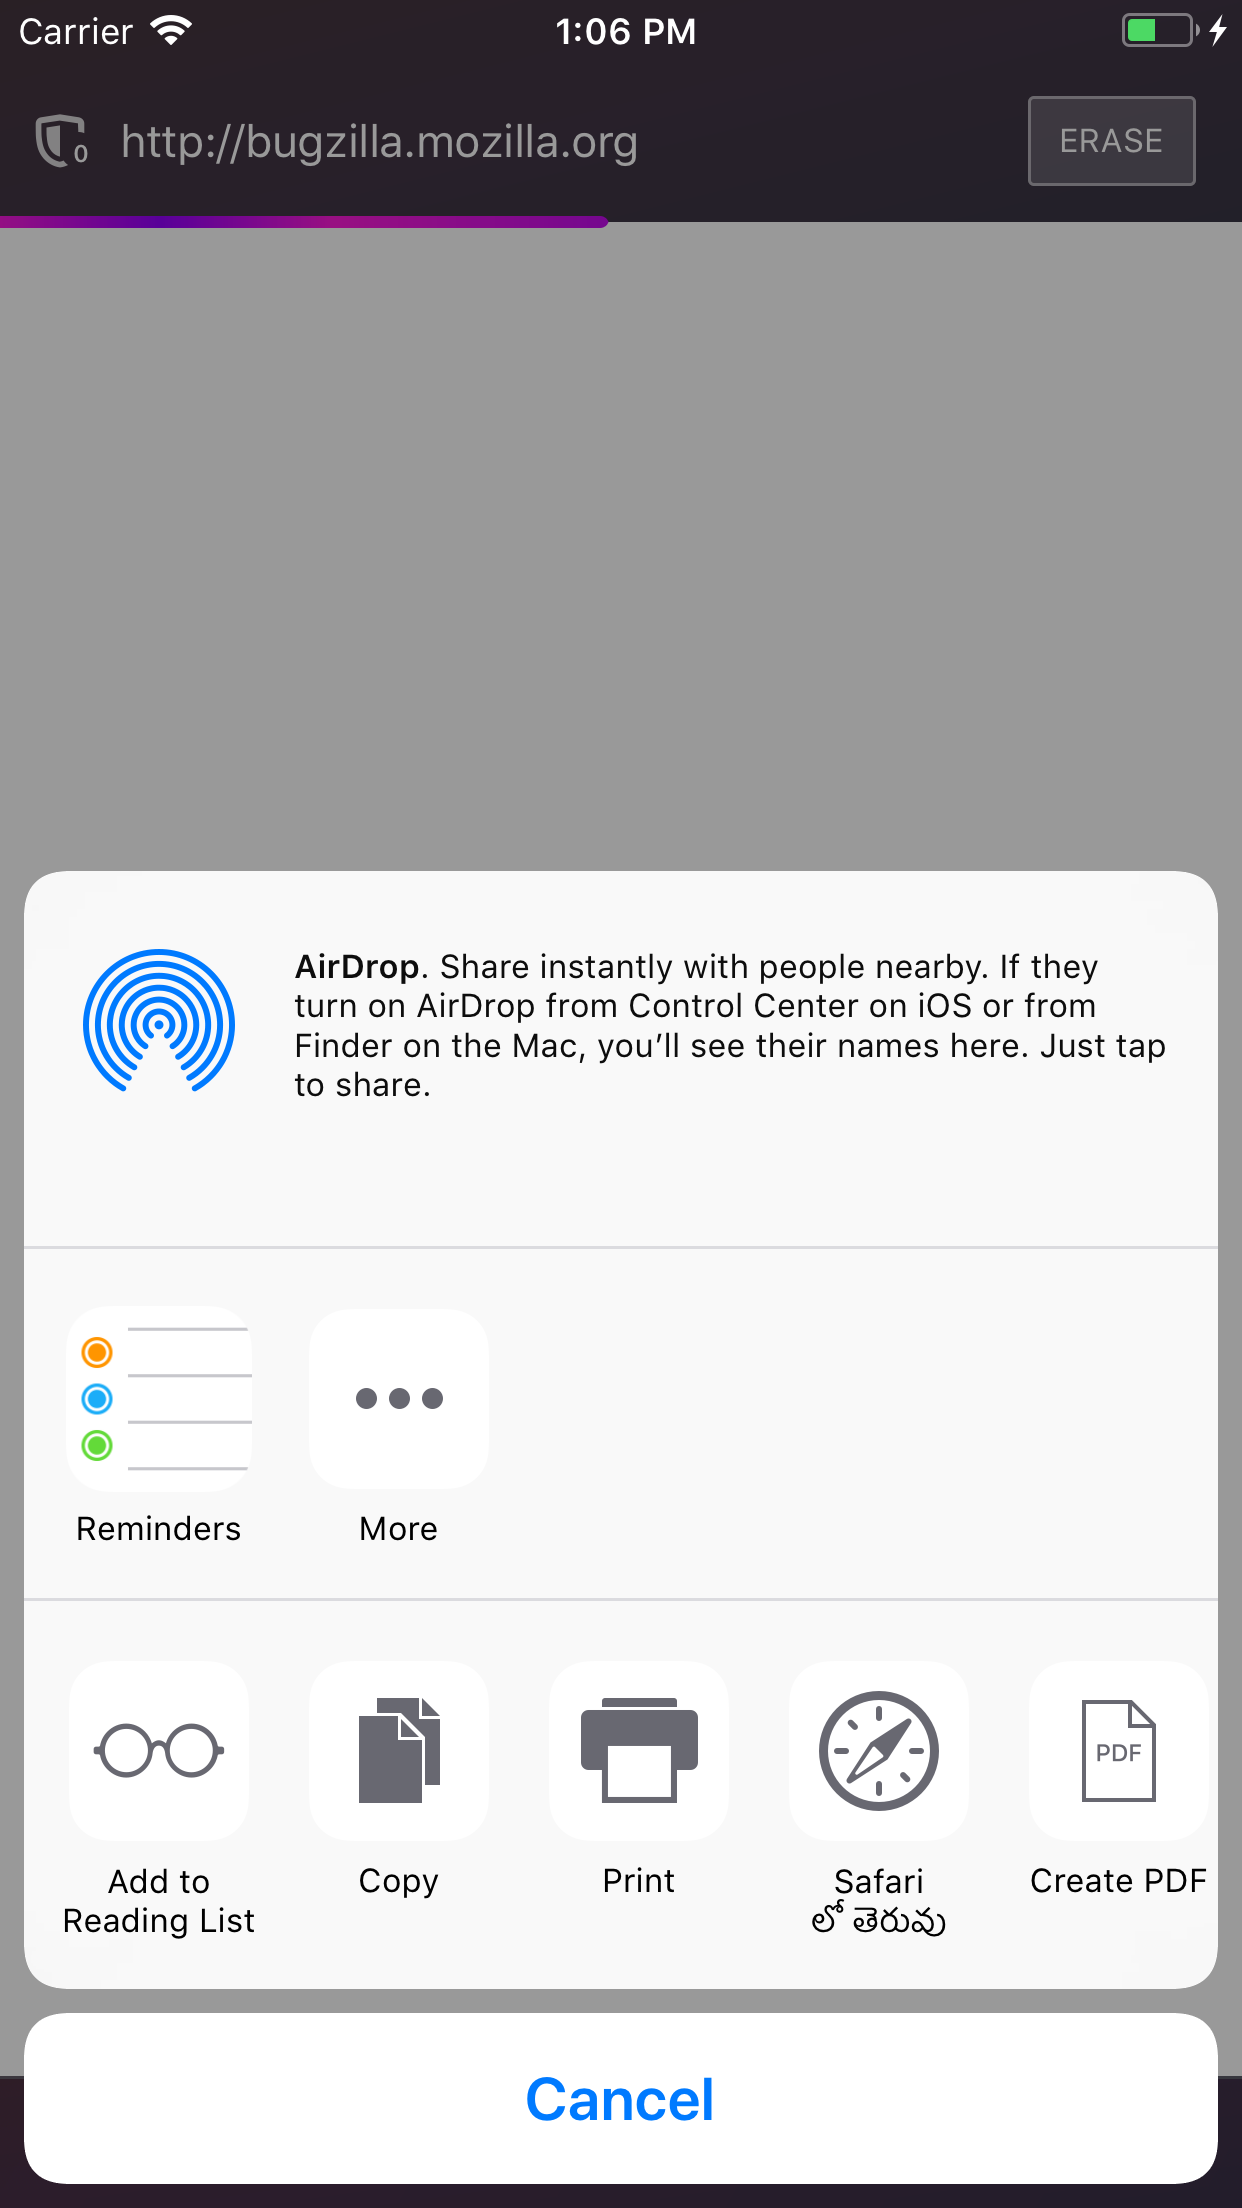 Carrier
1:06 PM
0
http://bugzilla.mozilla.org
ERASE
AirDrop. Share instantly with people nearby. If they
turn on AirDrop from Control Center on iOS or from
Finder on the Mac, you’ll see their names here. Just tap
to share.
Reminders
More
PDF
Add to
Reading List
Copy
Print
Safari
లో తెరువు
Create PDF
Cancel